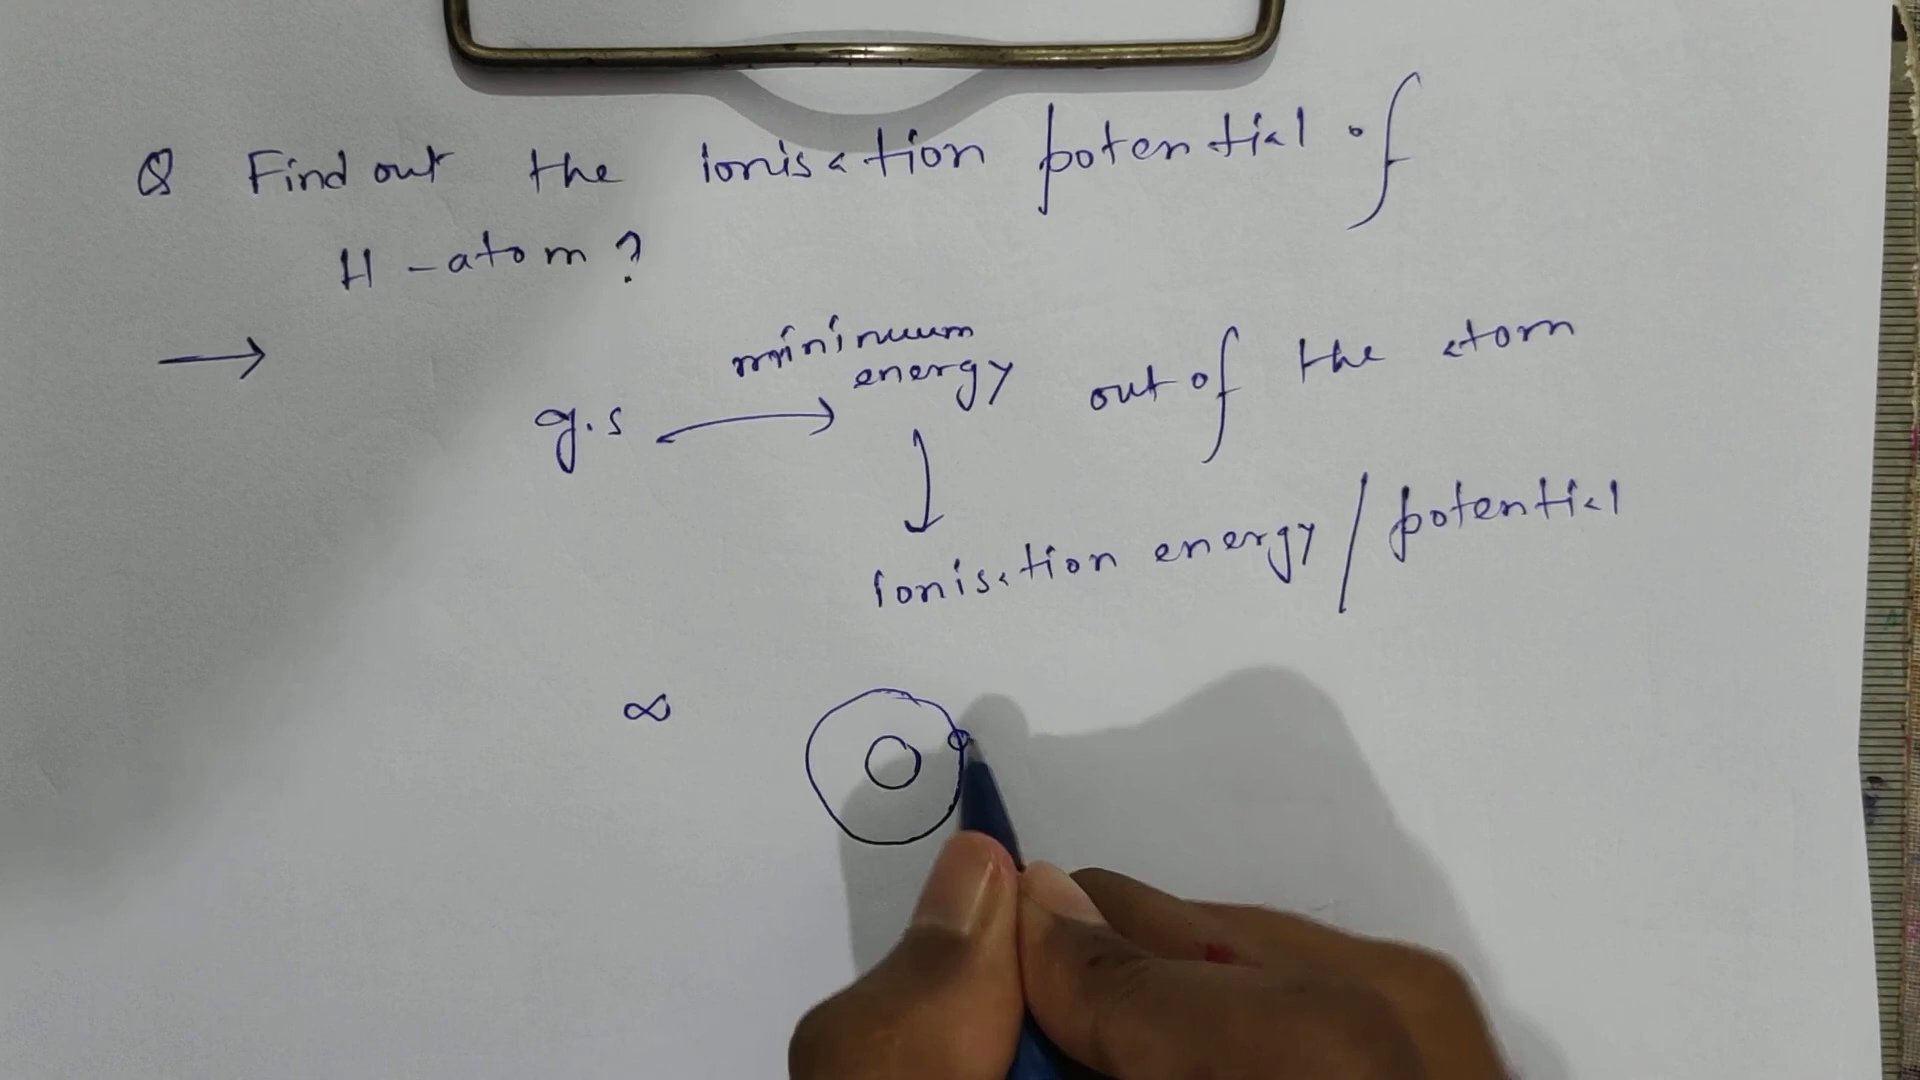 Q Find out the ionisation potential of
H-atom?
→ g.s → minimum energy out of the atom
↓
ionisation energy/potential
∞